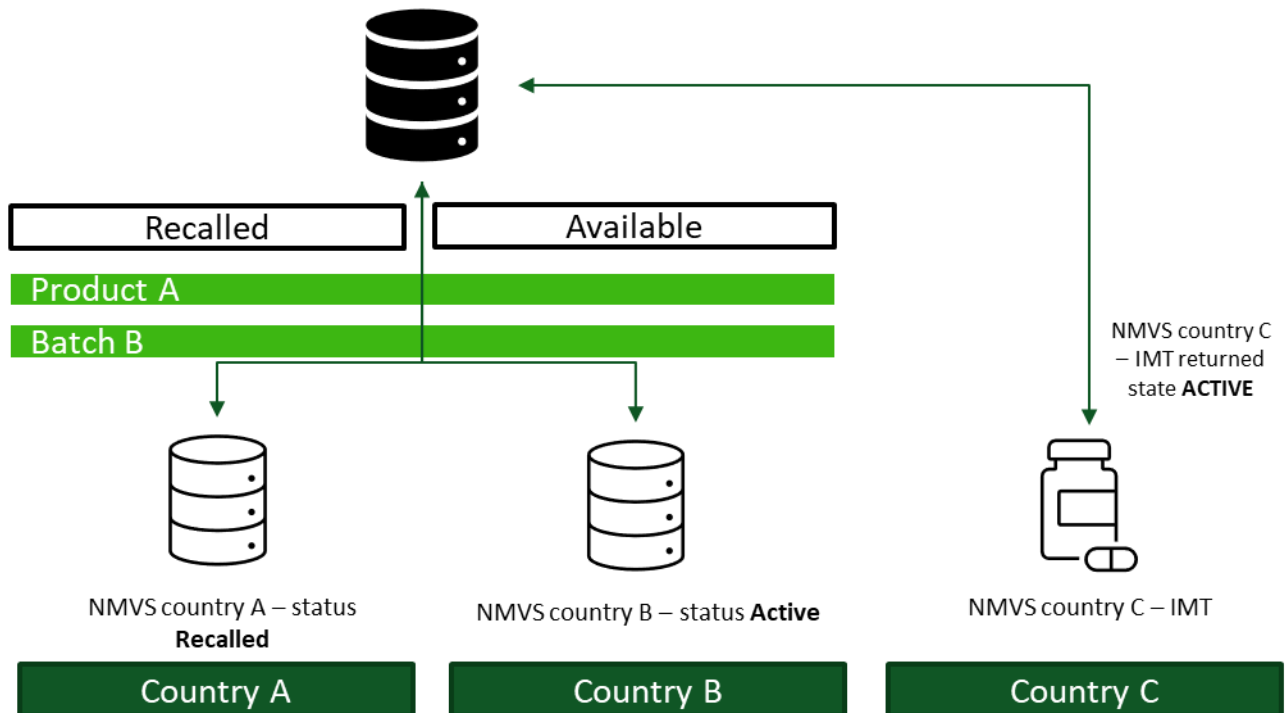 Recalled
Available
Product A
Batch B
NMVS country C
– IMT returned
state ACTIVE
NMVS country A – status
Recalled
NMVS country B – status Active
NMVS country C – IMT
Country A
Country B
Country C